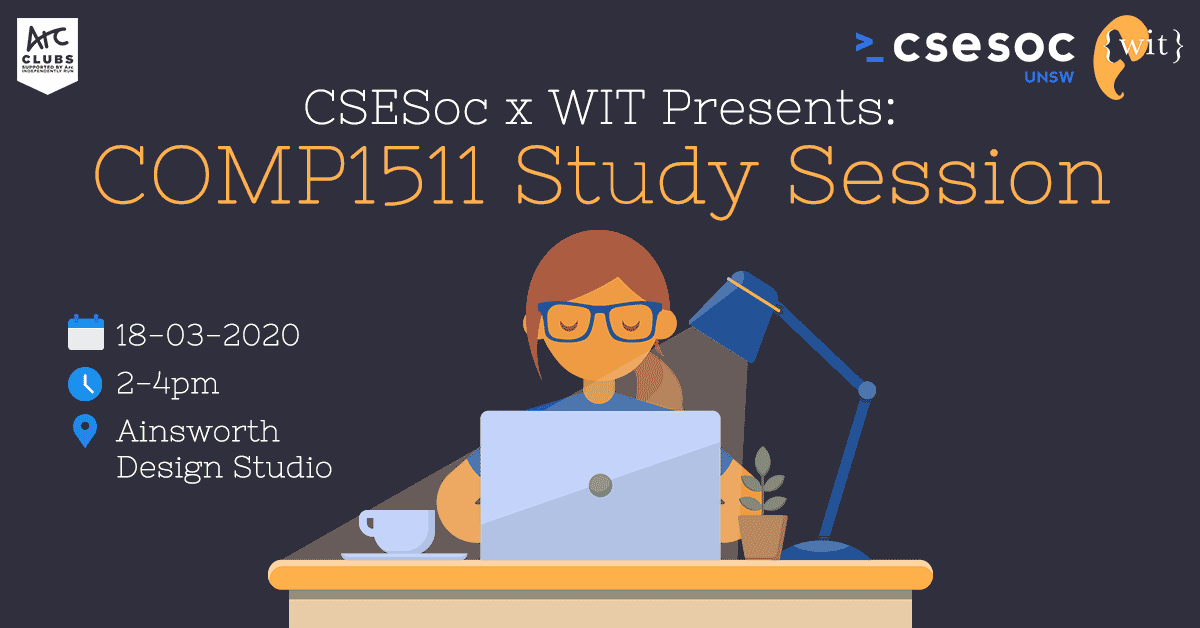 Arc
CLUBS
SUPPORTED BY Arc
INDEPENDENTLY RUN
>_csesoc
UNSW
{wit}
CSESoc x WIT Presents:
COMP1511 Study Session
18-03-2020
2-4pm
Ainsworth
Design Studio